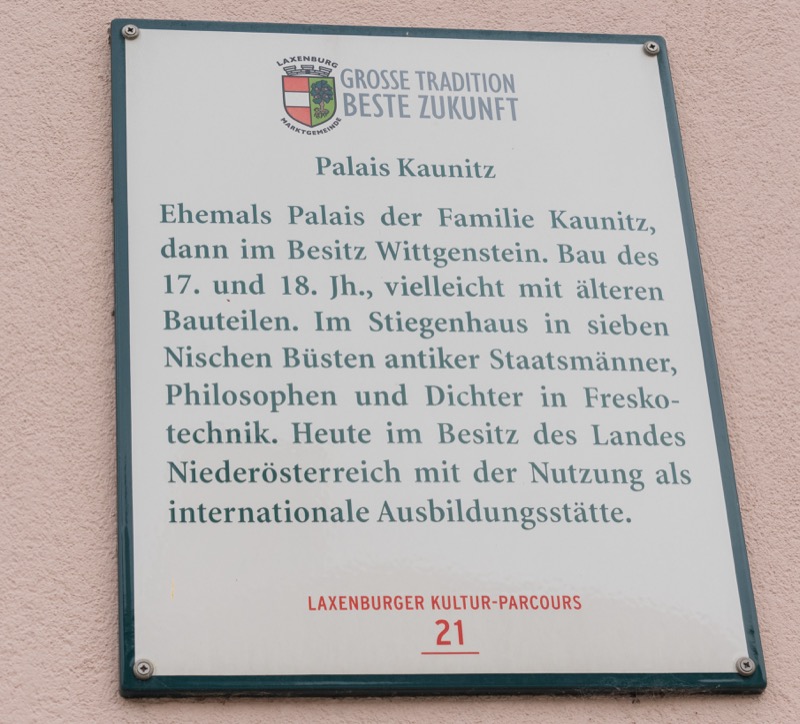 LAXENBURG
MARKTGEMEINDE
GROSSE TRADITION
BESTE ZUKUNFT
Palais Kaunitz
Ehemals Palais der Familie Kaunitz,
dann im Besitz Wittgenstein. Bau des
17. und 18. Jh., vielleicht mit älteren
Bauteilen. Im Stiegenhaus in sieben
Nischen Büsten antiker Staatsmänner,
Philosophen und Dichter in Fresko-
technik. Heute im Besitz des Landes
Niederösterreich mit der Nutzung als
internationale Ausbildungsstätte.
LAXENBURGER KULTUR-PARCOURS
21